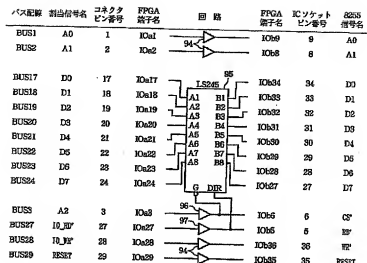 バス配線 割当信号名 コネクタピン番号 FPGA端子名 回路 FPGA端子名 ICソケットピン番号 8255信号名
BUS1 A0 1 IOa1 IOb9 9 A0
BUS2 A1 2 IOa2 94 IOb8 8 A1
BUS17 D0 17 IOa17 LS245 95 IOb34 34 D0
BUS18 D1 18 IOa18 A1 B1 IOb33 33 D1
BUS19 D2 19 IOa19 A2 B2 IOb32 32 D2
BUS20 D3 20 IOa20 A3 B3 IOb31 31 D3
BUS21 D4 21 IOa21 A4 B4 IOb30 30 D4
BUS22 D5 22 IOa22 A5 B5 IOb29 29 D5
BUS23 D6 23 IOa23 A6 B6 IOb28 28 D6
BUS24 D7 24 IOa24 A7 B7 IOb27 27 D7
A8 B8
G DIR
BUS3 A2 3 IOa3 96 IOb6 6 CS'
BUS27 IO_RD' 27 IOa27 97 IOb5 5
BUS28 28 IOa28 IOb36 36
BUS29 RESET 29 IOa29 94 IOb35 35 RESET